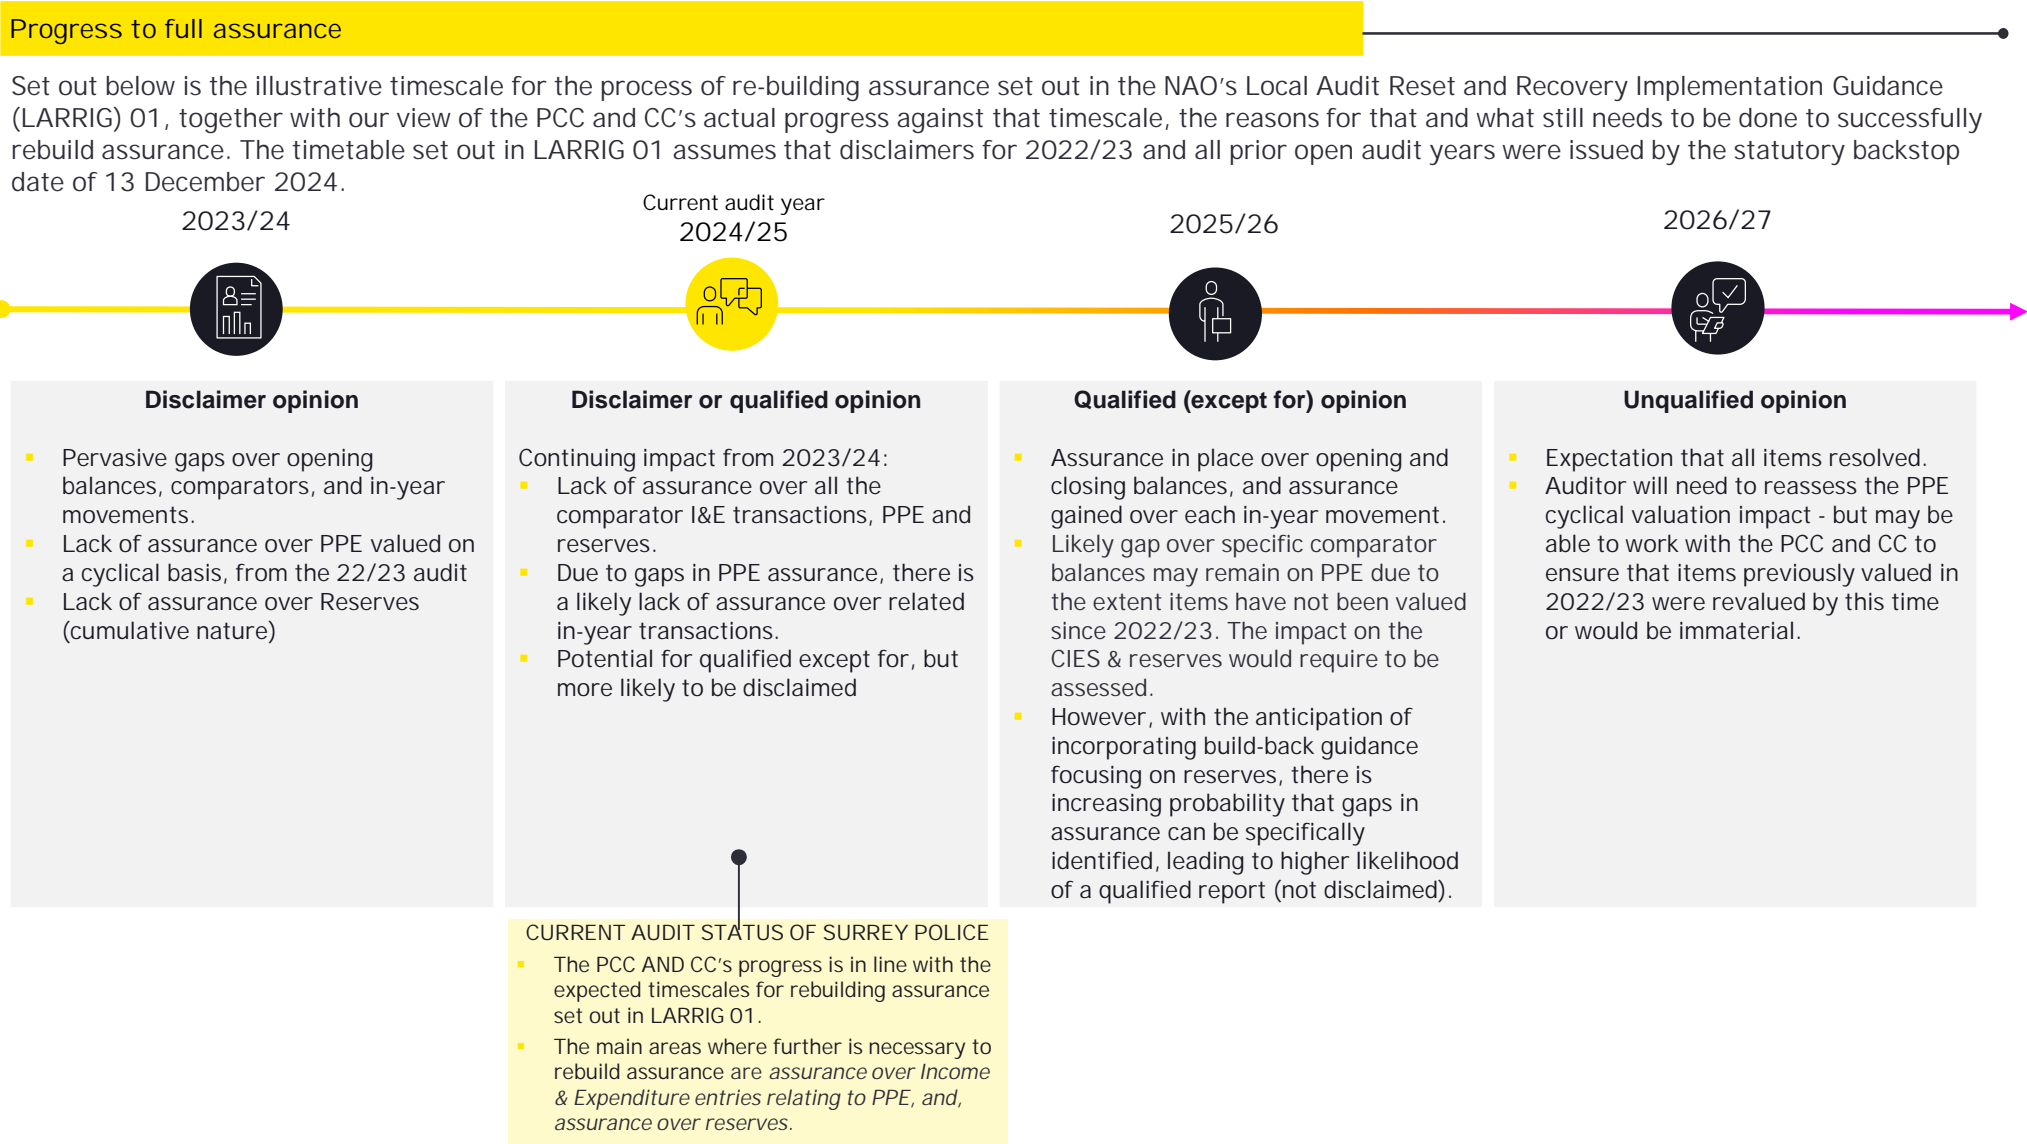 Progress to full assurance
Set out below is the illustrative timescale for the process of re-building assurance set out in the NAO's Local Audit Reset and Recovery Implementation Guidance
(LARRIG) 01, together with our view of the PCC and CC's actual progress against that timescale, the reasons for that and what still needs to be done to successfully
rebuild assurance. The timetable set out in LARRIG 01 assumes that disclaimers for 2022/23 and all prior open audit years were issued by the statutory backstop
date of 13 December 2024.
2023/24
Current audit year
2024/25
2025/26
2026/27
Disclaimer opinion
▪ Pervasive gaps over opening
balances, comparators, and in-year
movements.
▪ Lack of assurance over PPE valued on
a cyclical basis, from the 22/23 audit
▪ Lack of assurance over Reserves
(cumulative nature)
Disclaimer or qualified opinion
Continuing impact from 2023/24:
▪ Lack of assurance over all the
comparator I&E transactions, PPE and
reserves.
▪ Due to gaps in PPE assurance, there is
a likely lack of assurance over related
in-year transactions.
▪ Potential for qualified except for, but
more likely to be disclaimed
Qualified (except for) opinion
▪ Assurance in place over opening and
closing balances, and assurance
gained over each in-year movement.
▪ Likely gap over specific comparator
balances may remain on PPE due to
the extent items have not been valued
since 2022/23. The impact on the
CIES & reserves would require to be
assessed.
▪ However, with the anticipation of
incorporating build-back guidance
focusing on reserves, there is
increasing probability that gaps in
assurance can be specifically
identified, leading to higher likelihood
of a qualified report (not disclaimed).
Unqualified opinion
▪ Expectation that all items resolved.
▪ Auditor will need to reassess the PPE
cyclical valuation impact - but may be
able to work with the PCC and CC to
ensure that items previously valued in
2022/23 were revalued by this time
or would be immaterial.
CURRENT AUDIT STATUS OF SURREY POLICE
▪ The PCC AND CC's progress is in line with the
expected timescales for rebuilding assurance
set out in LARRIG 01.
▪ The main areas where further is necessary to
rebuild assurance are assurance over Income
& Expenditure entries relating to PPE, and,
assurance over reserves.